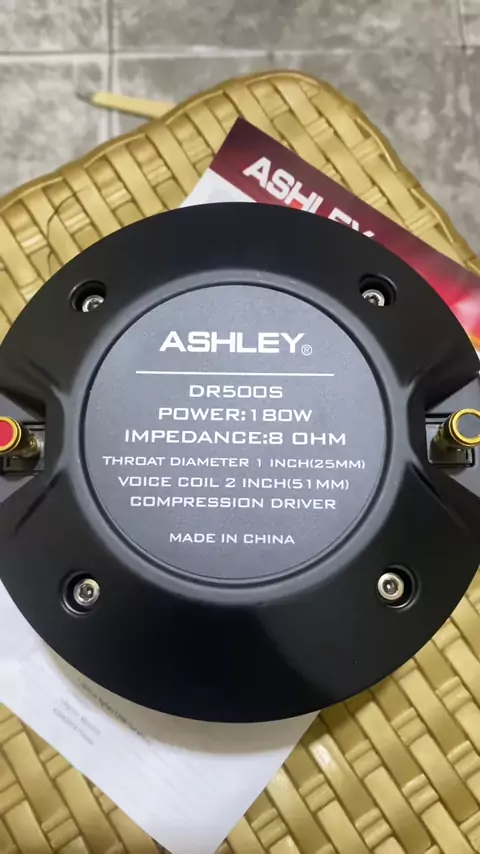 ASHLEY
ASHLEY®
DR500S
POWER:180W
IMPEDANCE:8 OHM
THROAT DIAMETER 1 INCH(25MM)
VOICE COIL 2 INCH(51MM)
COMPRESSION DRIVER
MADE IN CHINA